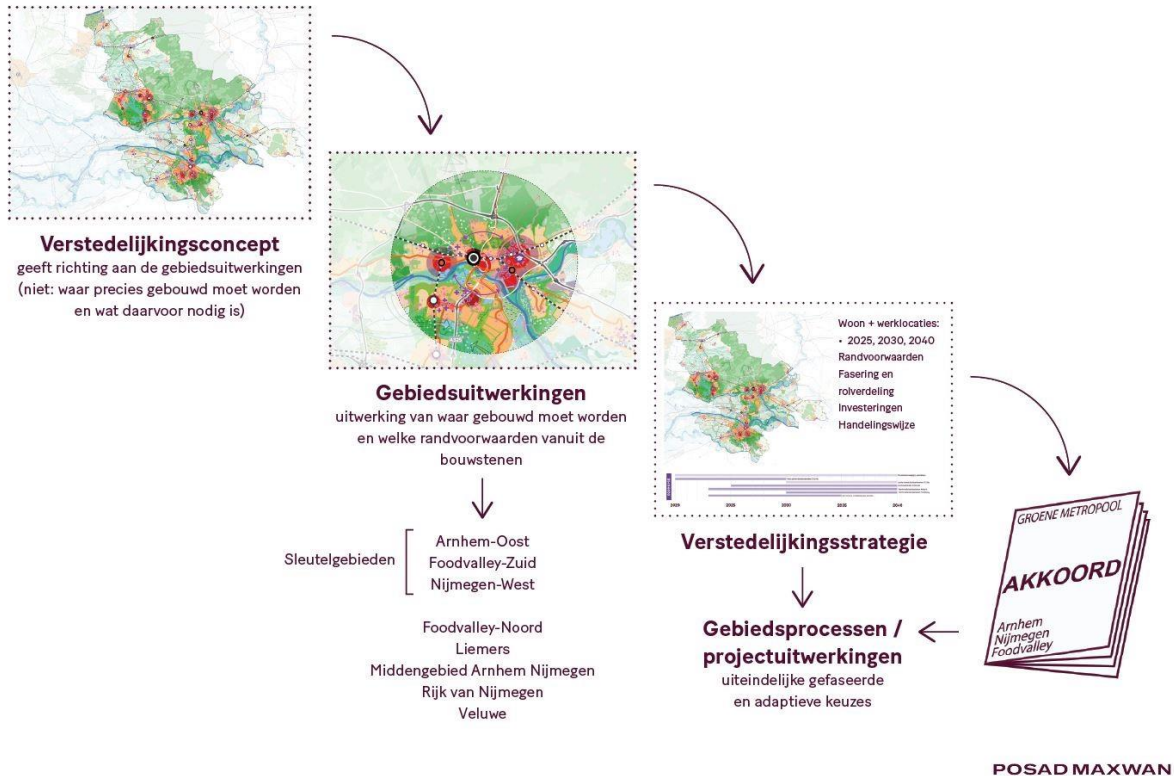 Verstedelijkingsconcept
geeft richting aan de gebiedsuitwerkingen
(niet: waar precies gebouwd moet worden
en wat daarvoor nodig is)
Gebiedsuitwerkingen
uitwerking van waar gebouwd moet worden
en welke randvoorwaarden vanuit de
bouwstenen
Sleutelgebieden
Arnhem-Oost
Foodvalley-Zuid
Nijmegen-West
Foodvalley-Noord
Liemers
Middengebied Arnhem Nijmegen
Rijk van Nijmegen
Veluwe
Woon + werklocaties:
• 2025, 2030, 2040
Randvoorwaarden
Fasering en
rolverdeling
Investeringen
Handelingswijze
Verstedelijkingsstrategie
Gebiedsprocessen /
projectuitwerkingen
uiteindelijke gefaseerde
en adaptieve keuzes
GROENE METROPOOL
AKKOORD
Arnhem
Nijmegen
Foodvalley
POSAD MAXWAN